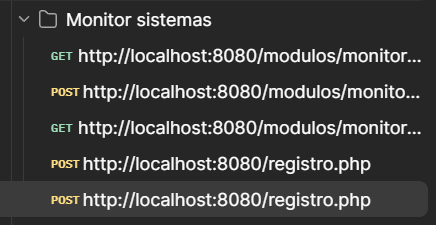 Monitor sistemas
GET http://localhost:8080/modulos/monitor...
POST http://localhost:8080/modulos/monito...
GET http://localhost:8080/modulos/monitor...
POST http://localhost:8080/registro.php
POST http://localhost:8080/registro.php